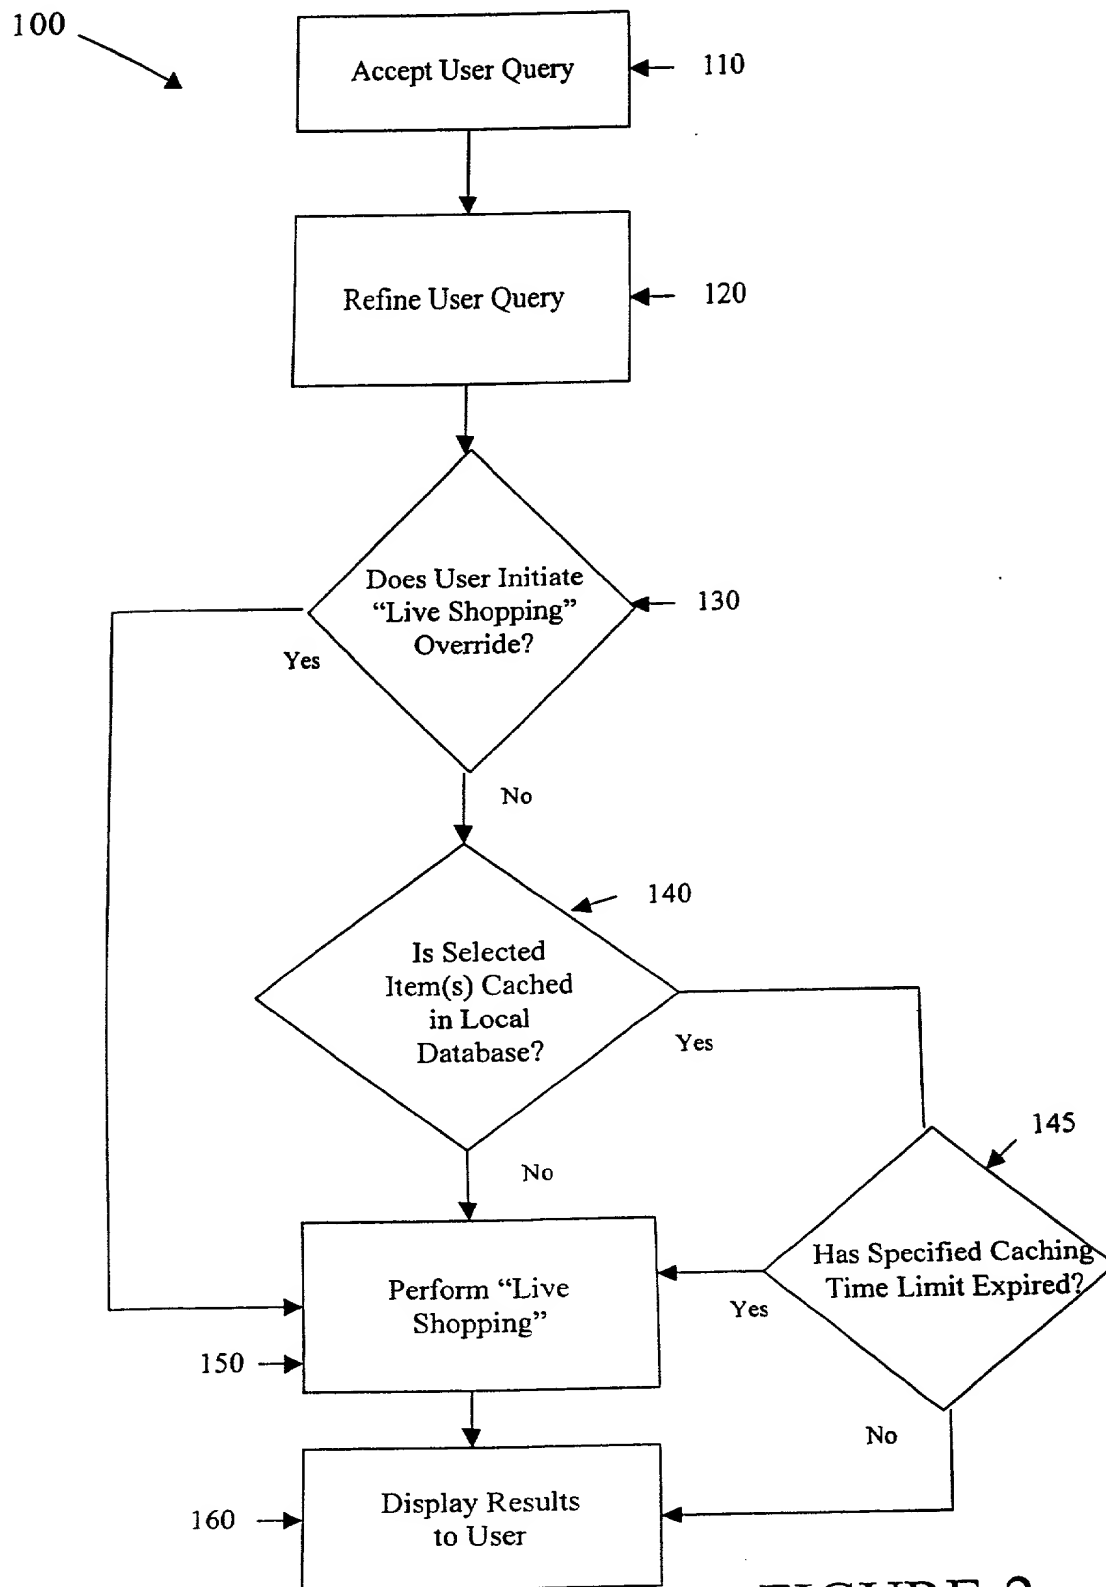 100
Accept User Query
110
Refine User Query
120
Does User Initiate
“Live Shopping”
Override?
130
Yes
No
140
Is Selected
Item(s) Cached
in Local
Database?
Yes
145
No
Has Specified Caching
Time Limit Expired?
Perform “Live
Shopping”
Yes
150
No
Display Results
to User
160